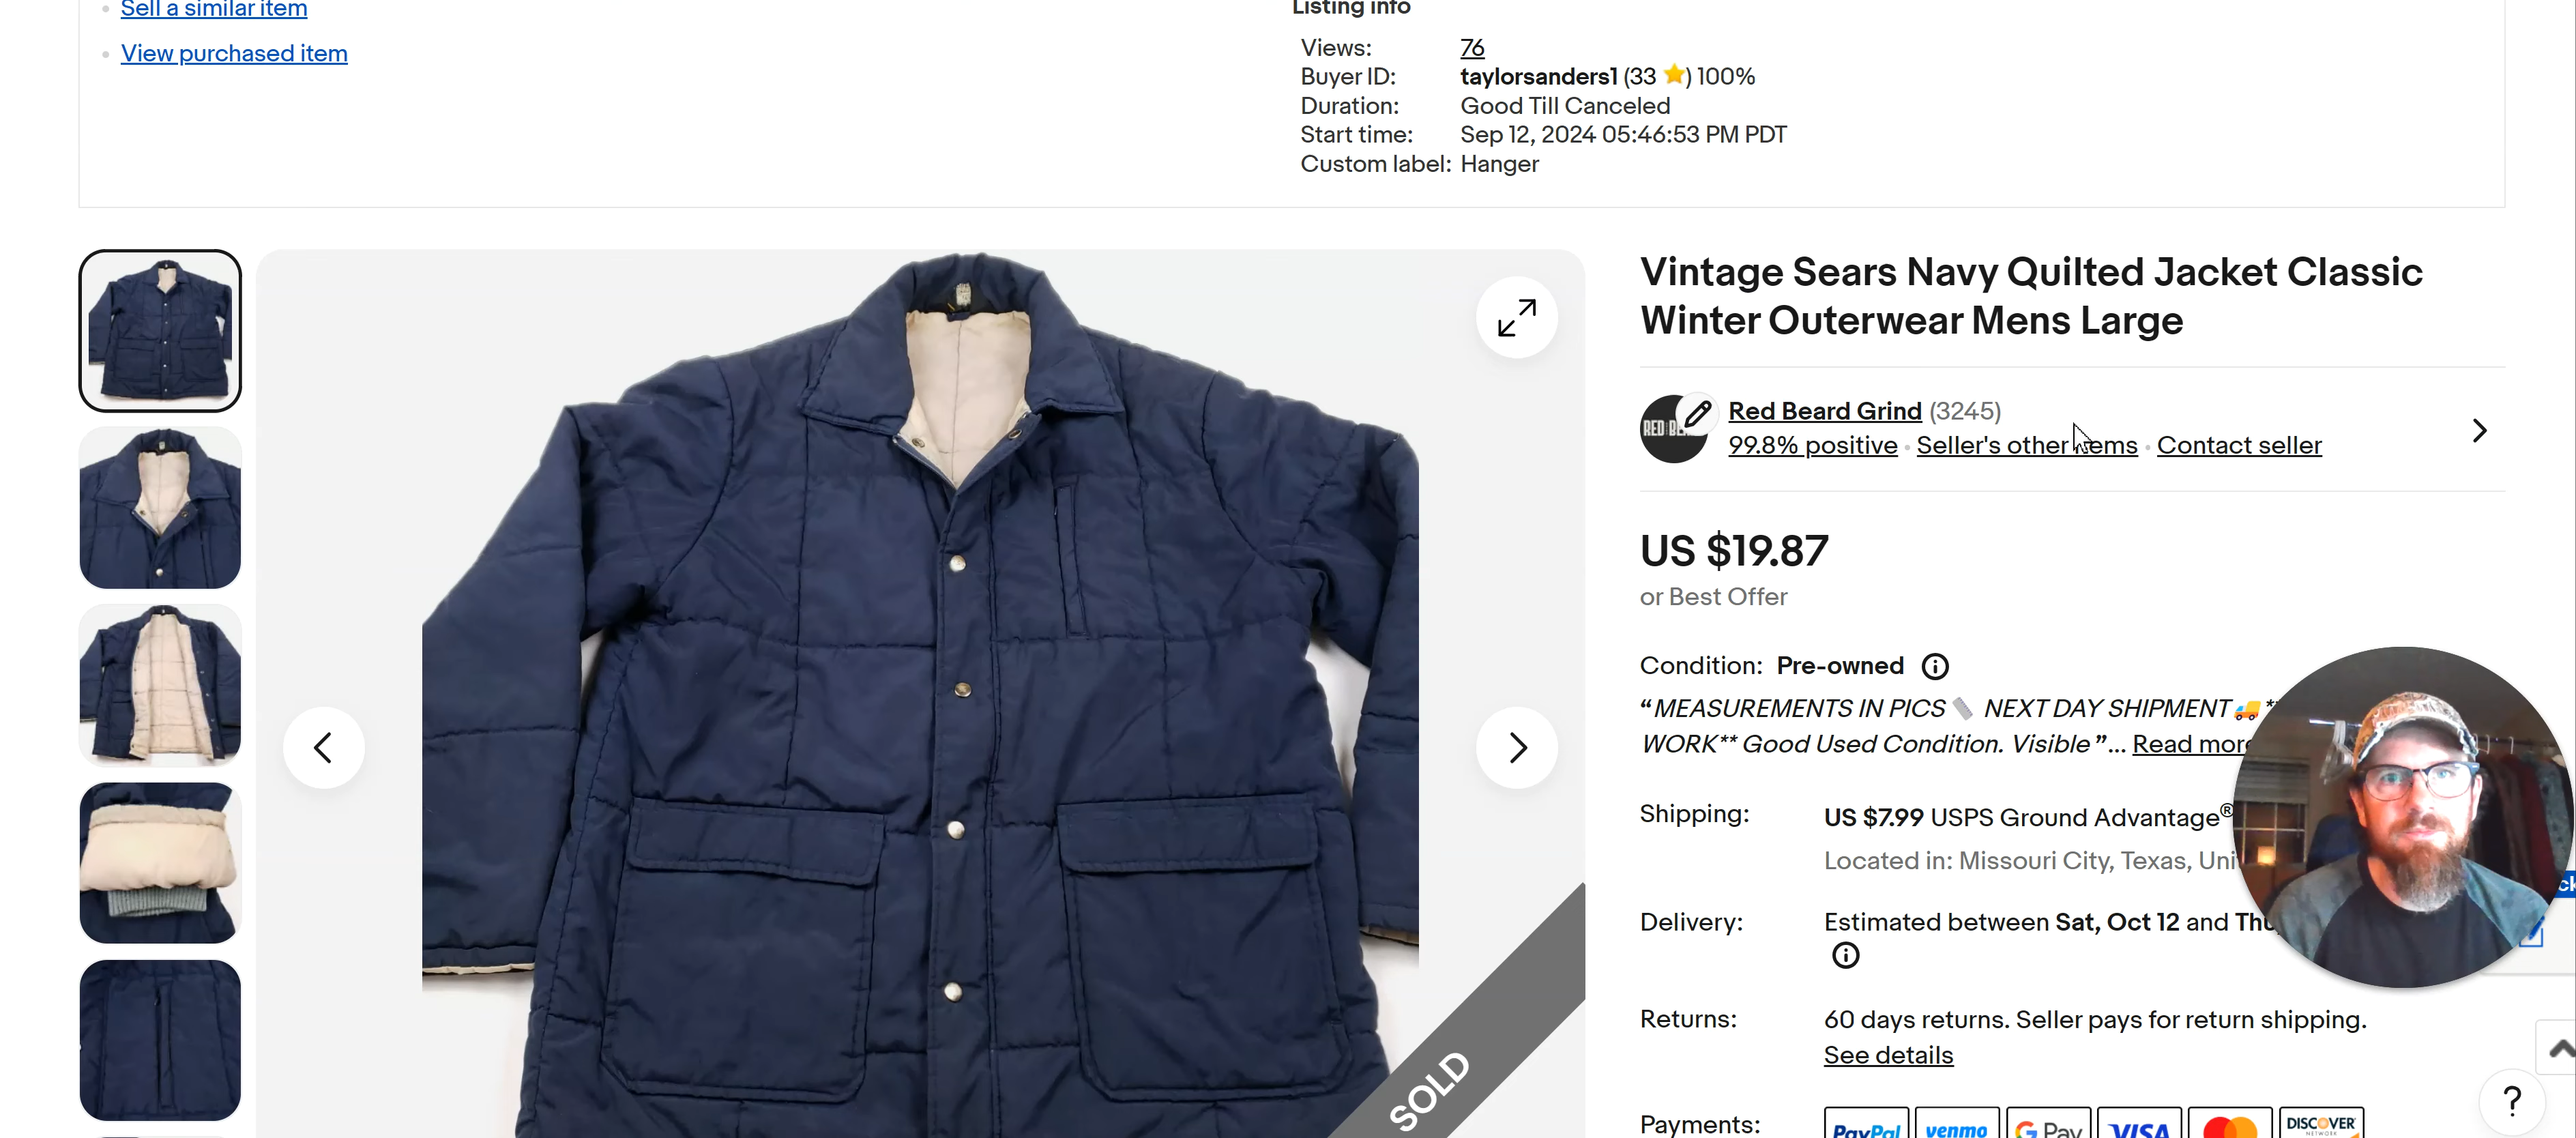 Sell a similar item
View purchased item
Listing info
Views: 76
Buyer ID: taylorsanders1 (33 ⭐) 100%
Duration: Good Till Canceled
Start time: Sep 12, 2024 05:46:53 PM PDT
Custom label: Hanger
Vintage Sears Navy Quilted Jacket Classic
Winter Outerwear Mens Large
Red Beard Grind (3245)
99.8% positive • Seller's other items • Contact seller
US $19.87
or Best Offer
Condition: Pre-owned
“MEASUREMENTS IN PICS 📏 NEXT DAY SHIPMENT🚚 **
WORK** Good Used Condition. Visible ”... Read more
Shipping: US $7.99 USPS Ground Advantage®
Located in: Missouri City, Texas, Uni
Delivery: Estimated between Sat, Oct 12 and Thu
Returns: 60 days returns. Seller pays for return shipping.
See details
Payments: PayPal venmo G Pay VISA DISCOVER
SOLD
?